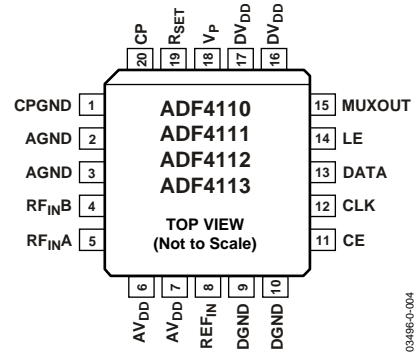 CP
RSET
VP
DVDD
DVDD
20
19
18
17
16
CPGND 1
AGND 2
AGND 3
RFINB 4
RFINA 5
ADF4110
ADF4111
ADF4112
ADF4113
TOP VIEW
(Not to Scale)
15 MUXOUT
14 LE
13 DATA
12 CLK
11 CE
6
7
8
9
10
AVDD
AVDD
REFIN
DGND
DGND
03496-0-004